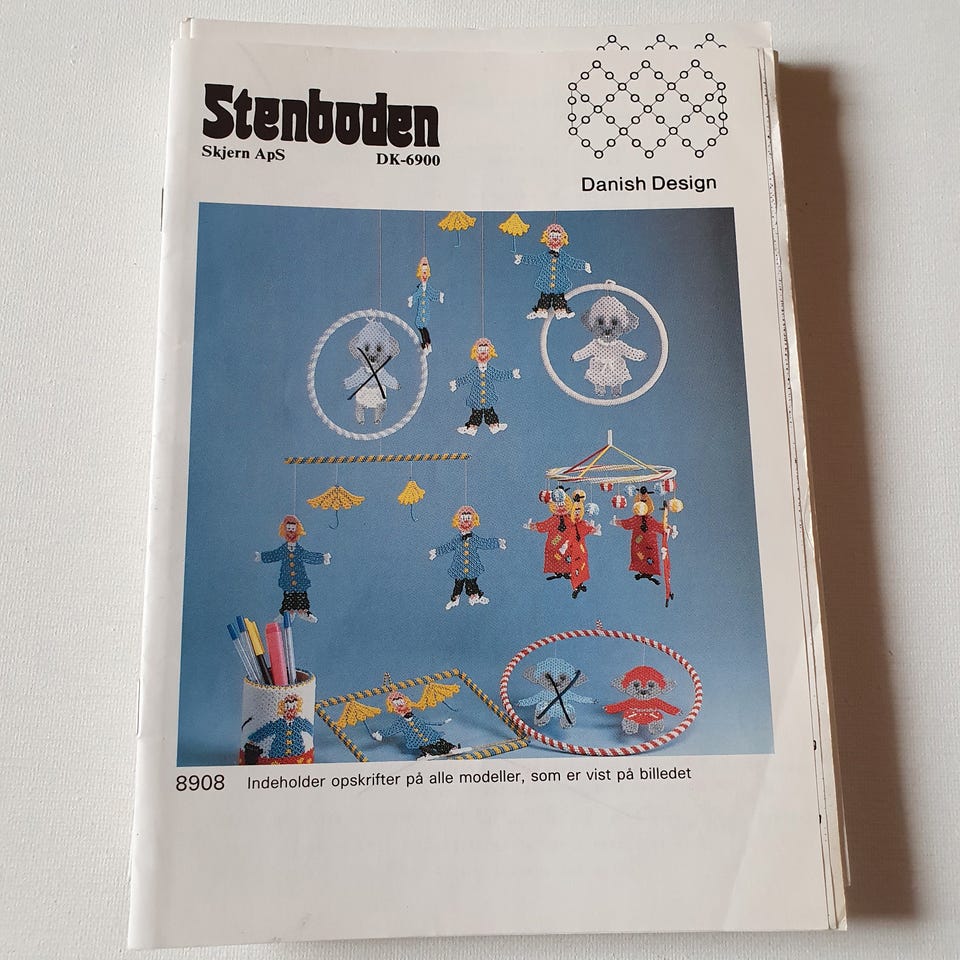 Stenboden
Skjern ApS DK-6900
Danish Design
8908 Indeholder opskrifter på alle modeller, som er vist på billedet